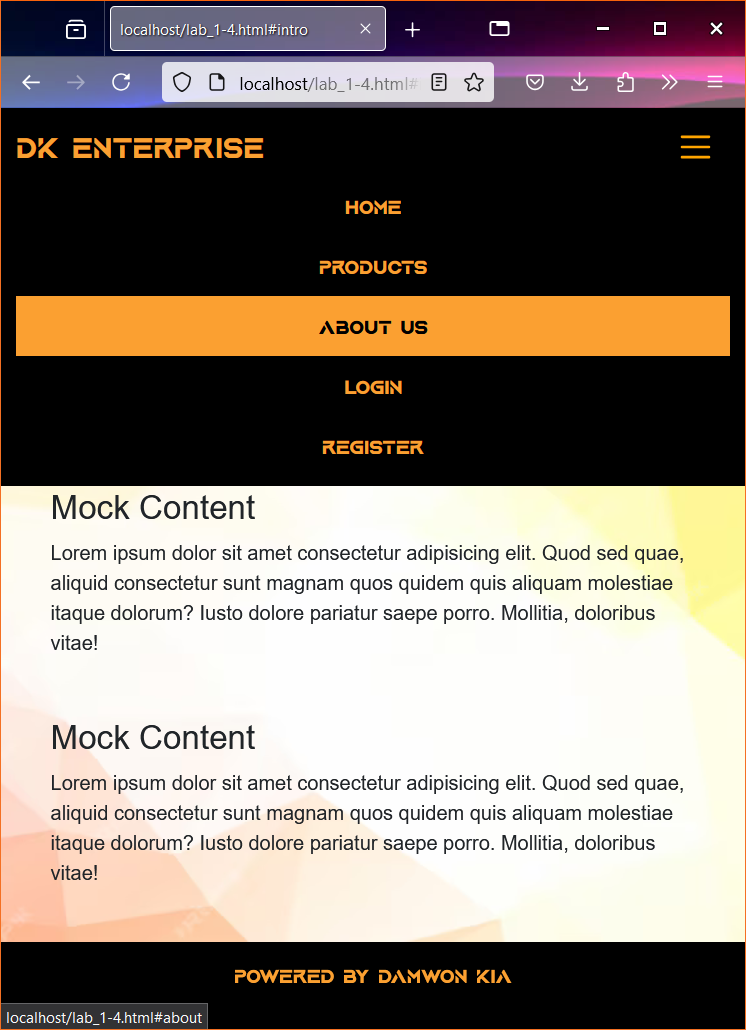 localhost/lab_1-4.html#intro
localhost/lab_1-4.html#
DK ENTERPRISE
HOME
PRODUCTS
ABOUT US
LOGIN
REGISTER
Mock Content
Lorem ipsum dolor sit amet consectetur adipisicing elit. Quod sed quae,
aliquid consectetur sunt magnam quos quidem quis aliquam molestiae
itaque dolorum? Iusto dolore pariatur saepe porro. Mollitia, doloribus
vitae!
Mock Content
Lorem ipsum dolor sit amet consectetur adipisicing elit. Quod sed quae,
aliquid consectetur sunt magnam quos quidem quis aliquam molestiae
itaque dolorum? Iusto dolore pariatur saepe porro. Mollitia, doloribus
vitae!
POWERED BY DAMWON KIA
localhost/lab_1-4.html#about